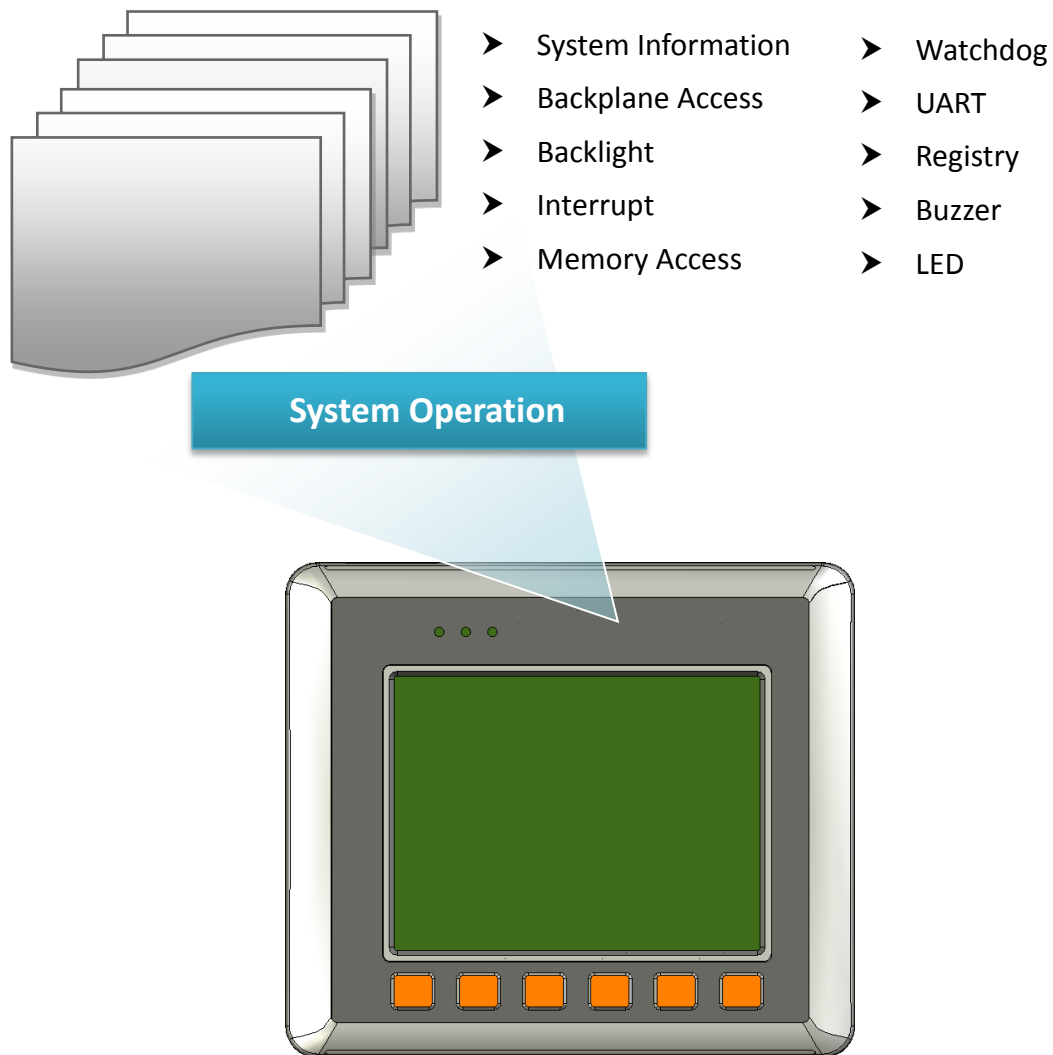 System Information
Backplane Access
Backlight
Interrupt
Memory Access
Watchdog
UART
Registry
Buzzer
LED
System Operation